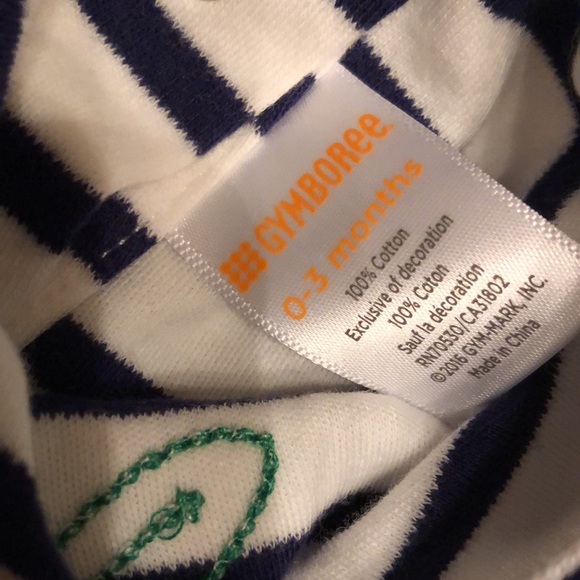 GYMBOREE
0-3 months
100% Cotton
Exclusive of decoration
100% Coton
Sauf la décoration
RN70530/CA31802
©2016 GYM-MARK, INC.
Made in China